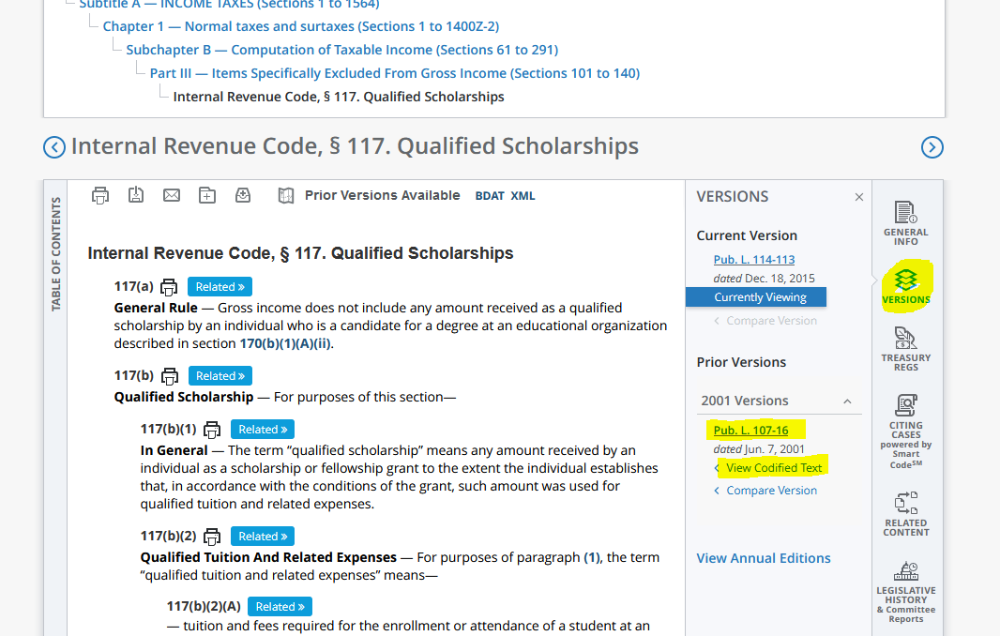 Subtitle A — INCOME TAXES (Sections 1 to 1564)
Chapter 1 — Normal taxes and surtaxes (Sections 1 to 1400Z-2)
Subchapter B — Computation of Taxable Income (Sections 61 to 291)
Part III — Items Specifically Excluded From Gross Income (Sections 101 to 140)
Internal Revenue Code, § 117. Qualified Scholarships
Internal Revenue Code, § 117. Qualified Scholarships
TABLE OF CONTENTS
Prior Versions Available BDAT XML
Internal Revenue Code, § 117. Qualified Scholarships
117(a) Related »
General Rule — Gross income does not include any amount received as a qualified
scholarship by an individual who is a candidate for a degree at an educational organization
described in section 170(b)(1)(A)(ii).
117(b) Related »
Qualified Scholarship — For purposes of this section—
117(b)(1) Related »
In General — The term “qualified scholarship” means any amount received by an
individual as a scholarship or fellowship grant to the extent the individual establishes
that, in accordance with the conditions of the grant, such amount was used for
qualified tuition and related expenses.
117(b)(2) Related »
Qualified Tuition And Related Expenses — For purposes of paragraph (1), the term
“qualified tuition and related expenses” means—
117(b)(2)(A) Related »
— tuition and fees required for the enrollment or attendance of a student at an
VERSIONS ×
Current Version
Pub. L. 114-113
dated Dec. 18, 2015
Currently Viewing
Compare Version
Prior Versions
2001 Versions
Pub. L. 107-16
dated Jun. 7, 2001
View Codified Text
Compare Version
View Annual Editions
GENERAL
INFO
VERSIONS
TREASURY
REGS
CITING
CASES
powered by
Smart
Code℠
RELATED
CONTENT
LEGISLATIVE
HISTORY
& Committee
Reports